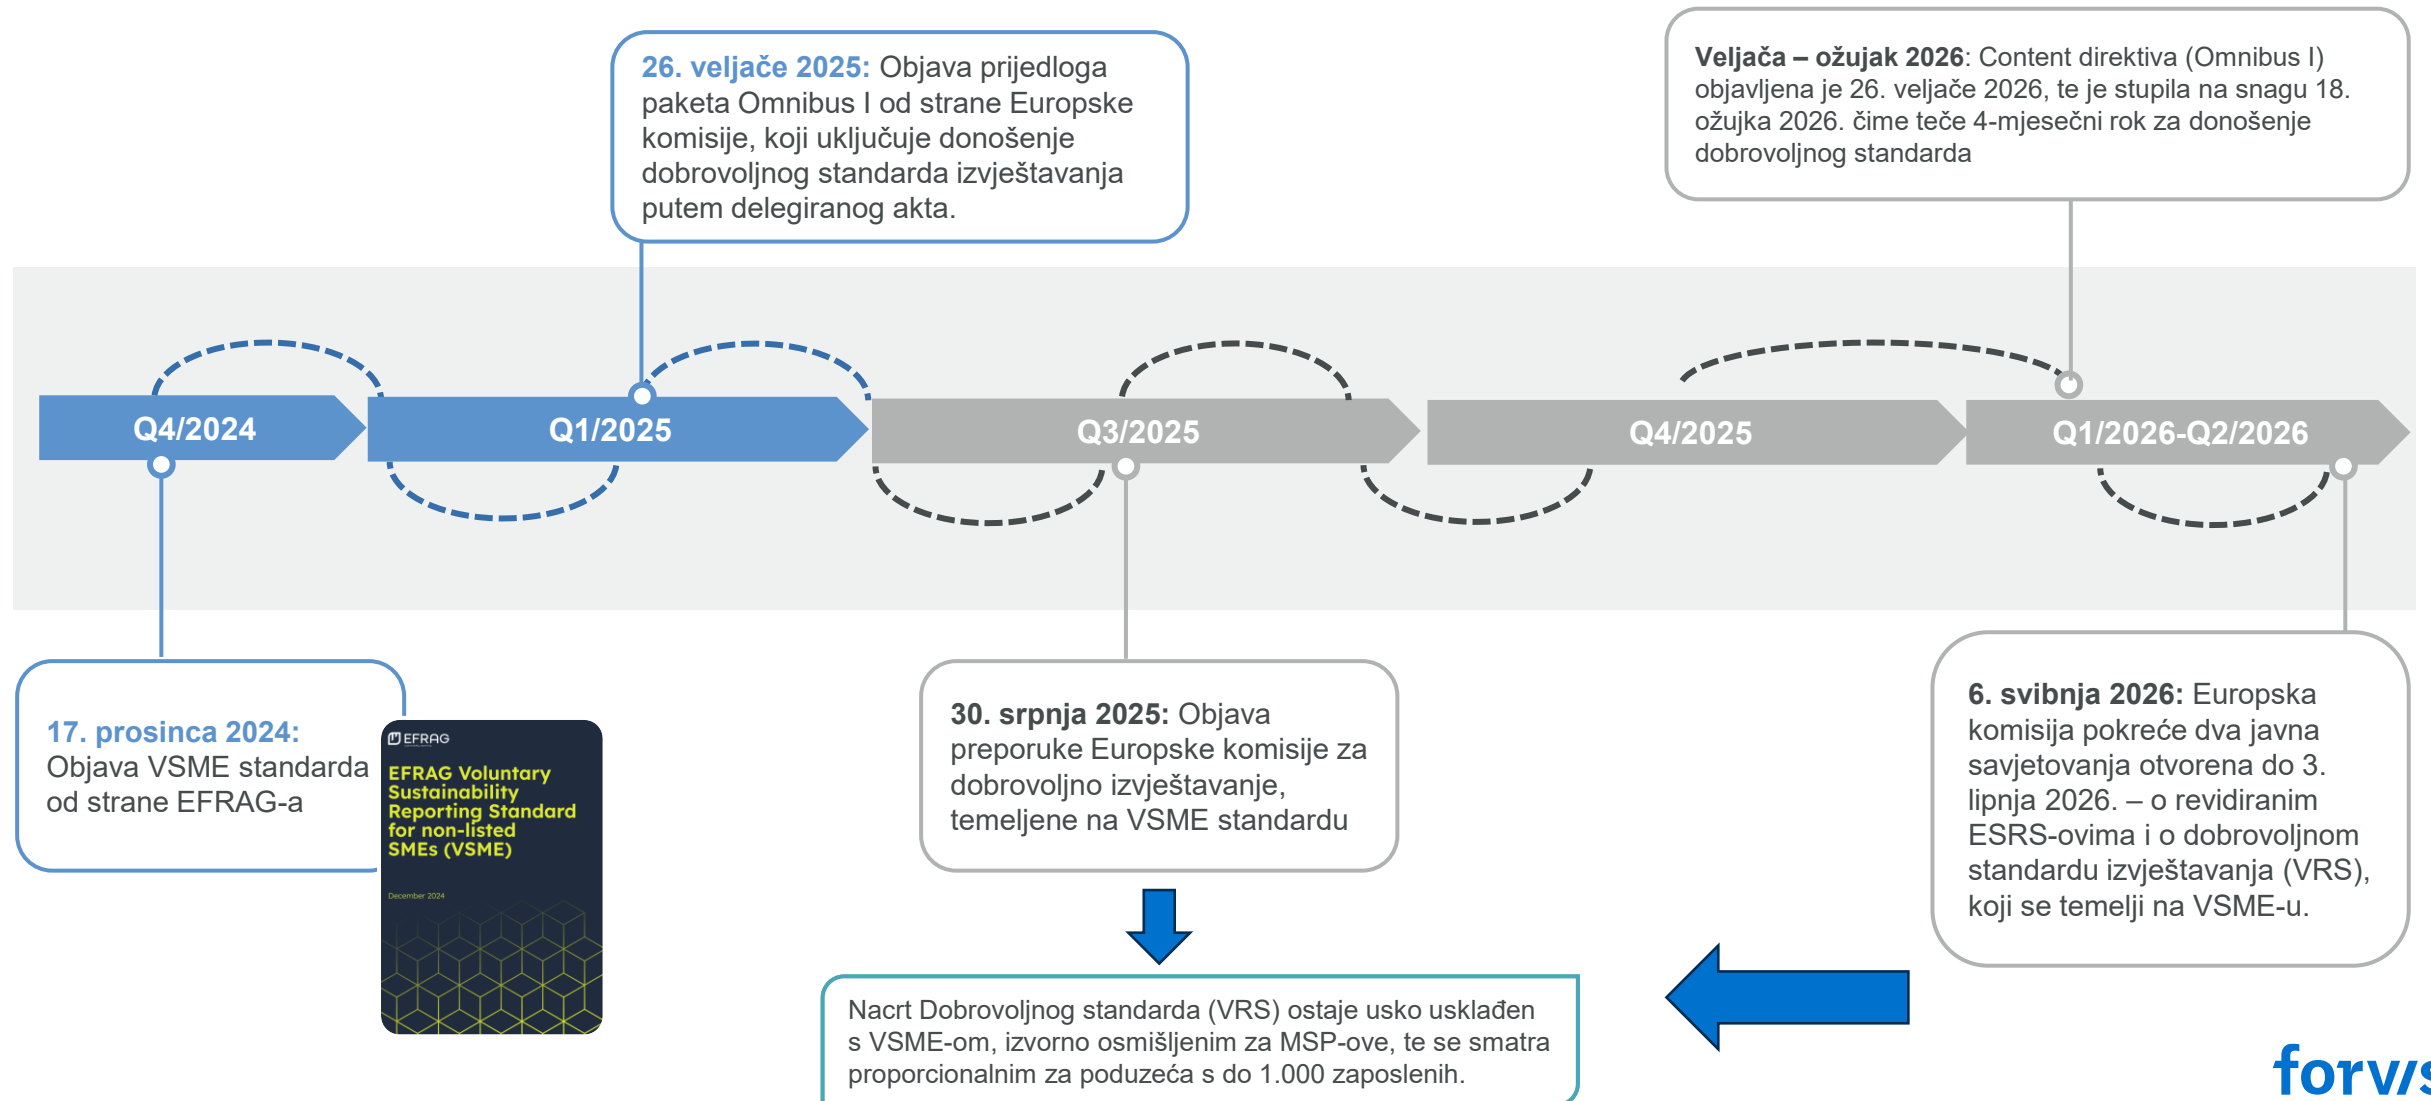 26. veljače 2025: Objava prijedloga
paketa Omnibus I od strane Europske
komisije, koji uključuje donošenje
dobrovoljnog standarda izvještavanja
putem delegiranog akta.
Veljača – ožujak 2026: Content direktiva (Omnibus I)
objavljena je 26. veljače 2026, te je stupila na snagu 18.
ožujka 2026. čime teče 4-mjesečni rok za donošenje
dobrovoljnog standarda
Q4/2024
Q1/2025
Q3/2025
Q4/2025
Q1/2026-Q2/2026
17. prosinca 2024:
Objava VSME standarda
od strane EFRAG-a
EFRAG
EFRAG Voluntary
Sustainability
Reporting Standard
for non-listed
SMEs (VSME)
December 2024
30. srpnja 2025: Objava
preporuke Europske komisije za
dobrovoljno izvještavanje,
temeljene na VSME standardu
6. svibnja 2026: Europska
komisija pokreće dva javna
savjetovanja otvorena do 3.
lipnja 2026. – o revidiranim
ESRS-ovima i o dobrovoljnom
standardu izvještavanja (VRS),
koji se temelji na VSME-u.
Nacrt Dobrovoljnog standarda (VRS) ostaje usko usklađen
s VSME-om, izvorno osmišljenim za MSP-ove, te se smatra
proporcionalnim za poduzeća s do 1.000 zaposlenih.
forvis